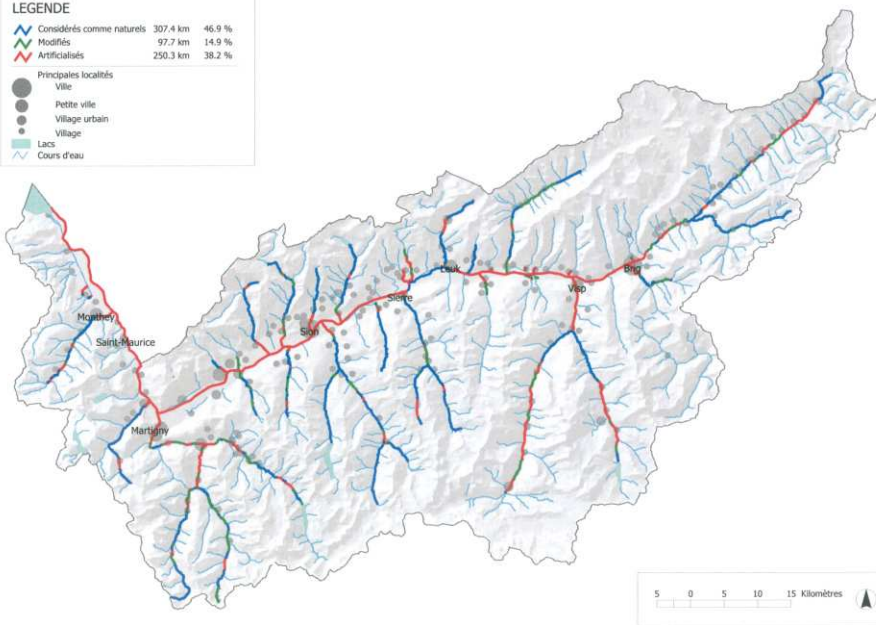 LEGENDE
Considérés comme naturels 307.4 km 46.9 %
Modifiés 97.7 km 14.9 %
Artificialisés 250.3 km 38.2 %
Principales localités
Ville
Petite ville
Village urbain
Village
Lacs
Cours d'eau
Leuk
Brig
Visp
Sierre
Monthey
Sion
Saint-Maurice
Martigny
5 0 5 10 15 Kilomètres